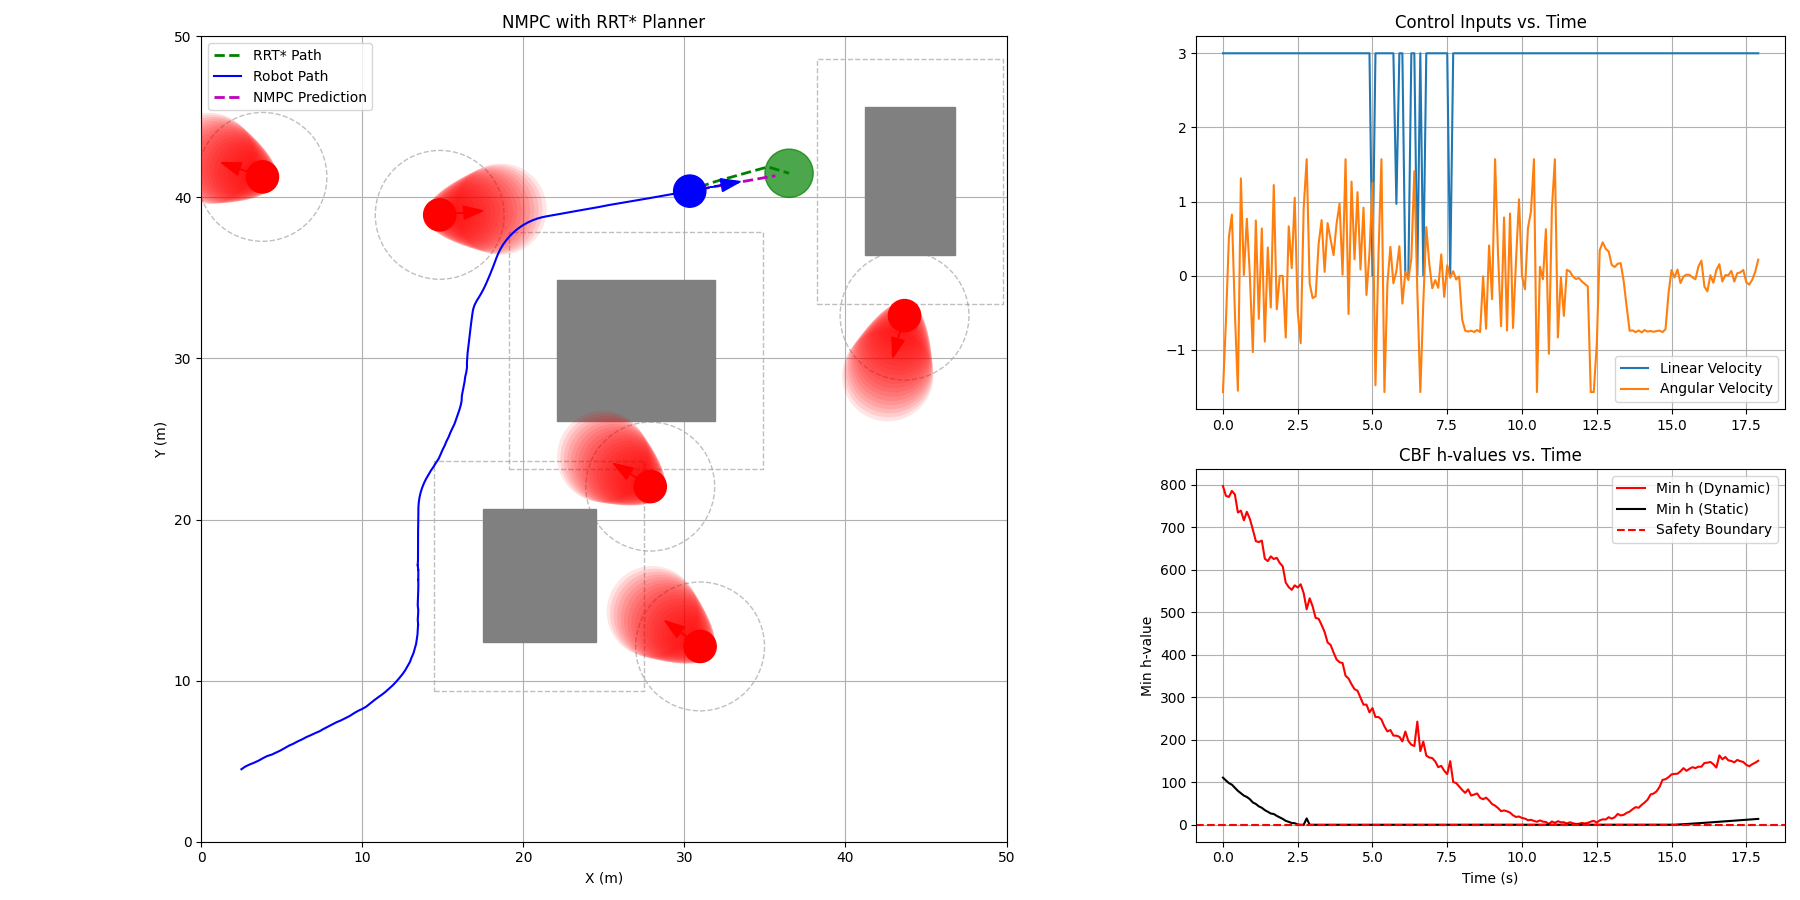 NMPC with RRT* Planner
RRT* Path
Robot Path
NMPC Prediction
50
40
30
20
10
0
Y (m)
0 10 20 30 40 50
X (m)
Control Inputs vs. Time
3
2
1
0
−1
Linear Velocity
Angular Velocity
0.0 2.5 5.0 7.5 10.0 12.5 15.0 17.5
CBF h-values vs. Time
Min h (Dynamic)
Min h (Static)
Safety Boundary
800
700
600
500
400
300
200
100
0
Min h-value
0.0 2.5 5.0 7.5 10.0 12.5 15.0 17.5
Time (s)